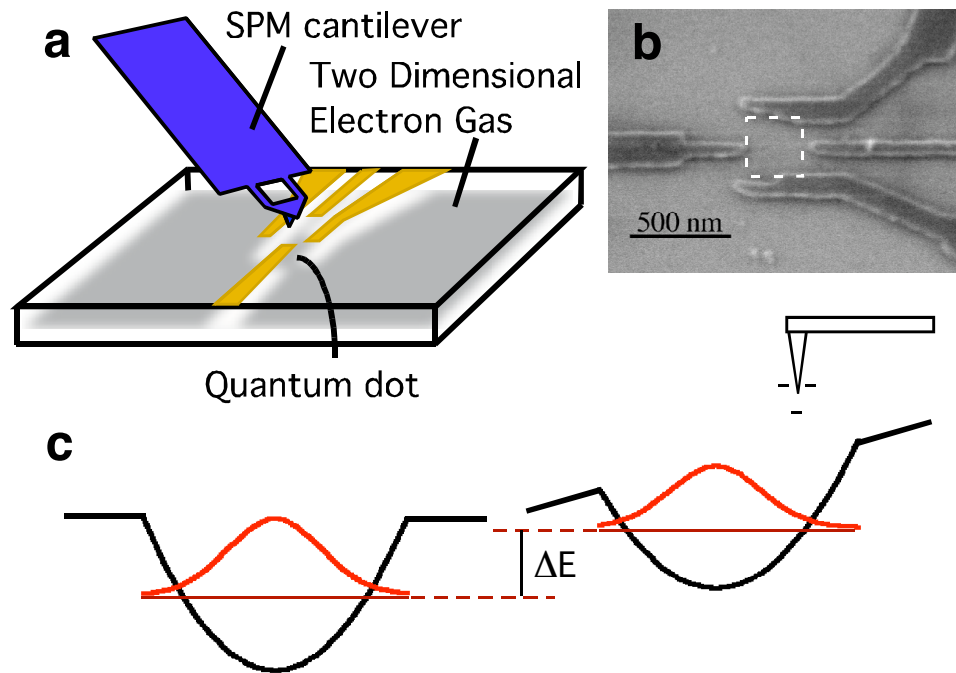 a
SPM cantilever
Two Dimensional
Electron Gas
Quantum dot
b
500 nm
c
ΔE